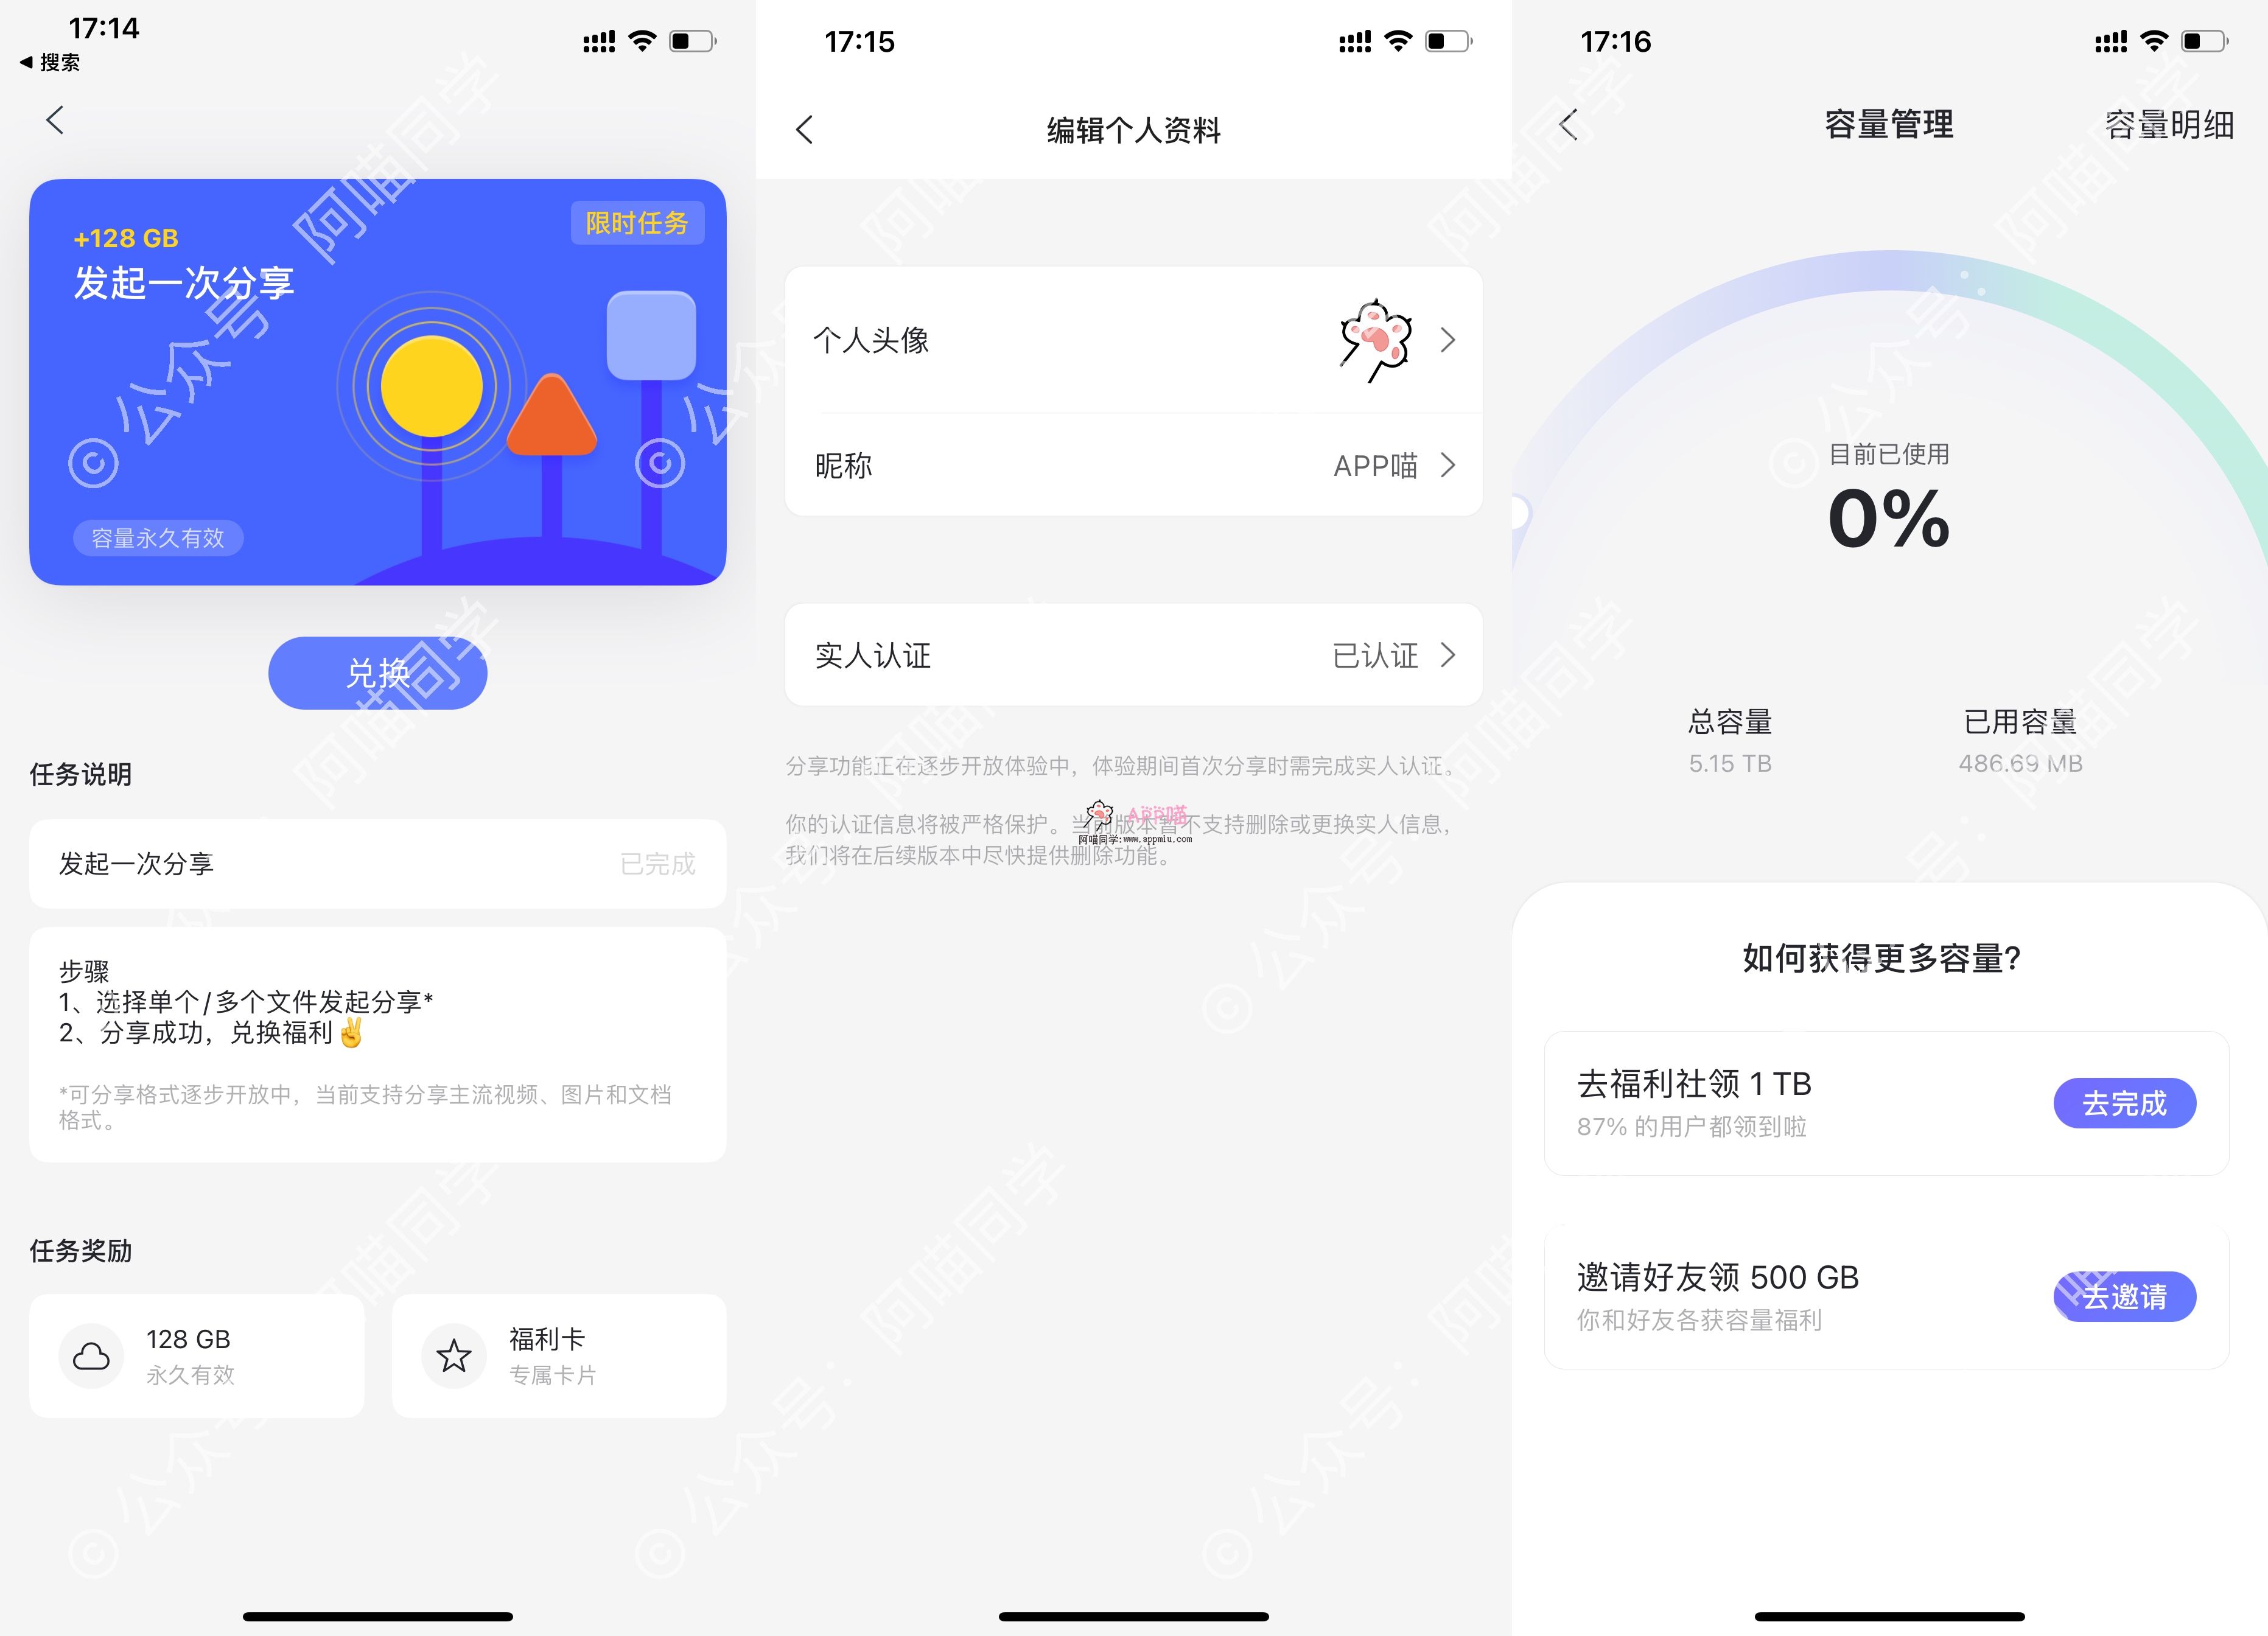 17:14
搜索
+128 GB
限时任务
发起一次分享
容量永久有效
兑换
任务说明
发起一次分享
已完成
步骤
1、选择单个/多个文件发起分享*
2、分享成功，兑换福利✌️
*可分享格式逐步开放中，当前支持分享主流视频、图片和文档
格式。
任务奖励
128 GB
永久有效
福利卡
专属卡片
17:15
编辑个人资料
个人头像
昵称
APP喵
实人认证
已认证
分享功能正在逐步开放体验中，体验期间首次分享时需完成实人认证。
你的认证信息将被严格保护。当前版本暂不支持删除或更换实人信息，
我们将在后续版本中尽快提供删除功能。
APP喵
阿喵同学:www.appmiu.com
17:16
容量管理
容量明细
目前已使用
0%
总容量
5.15 TB
已用容量
486.69 MB
如何获得更多容量?
去福利社领 1 TB
87% 的用户都领到啦
去完成
邀请好友领 500 GB
你和好友各获容量福利
去邀请
© 公众号：阿喵同学